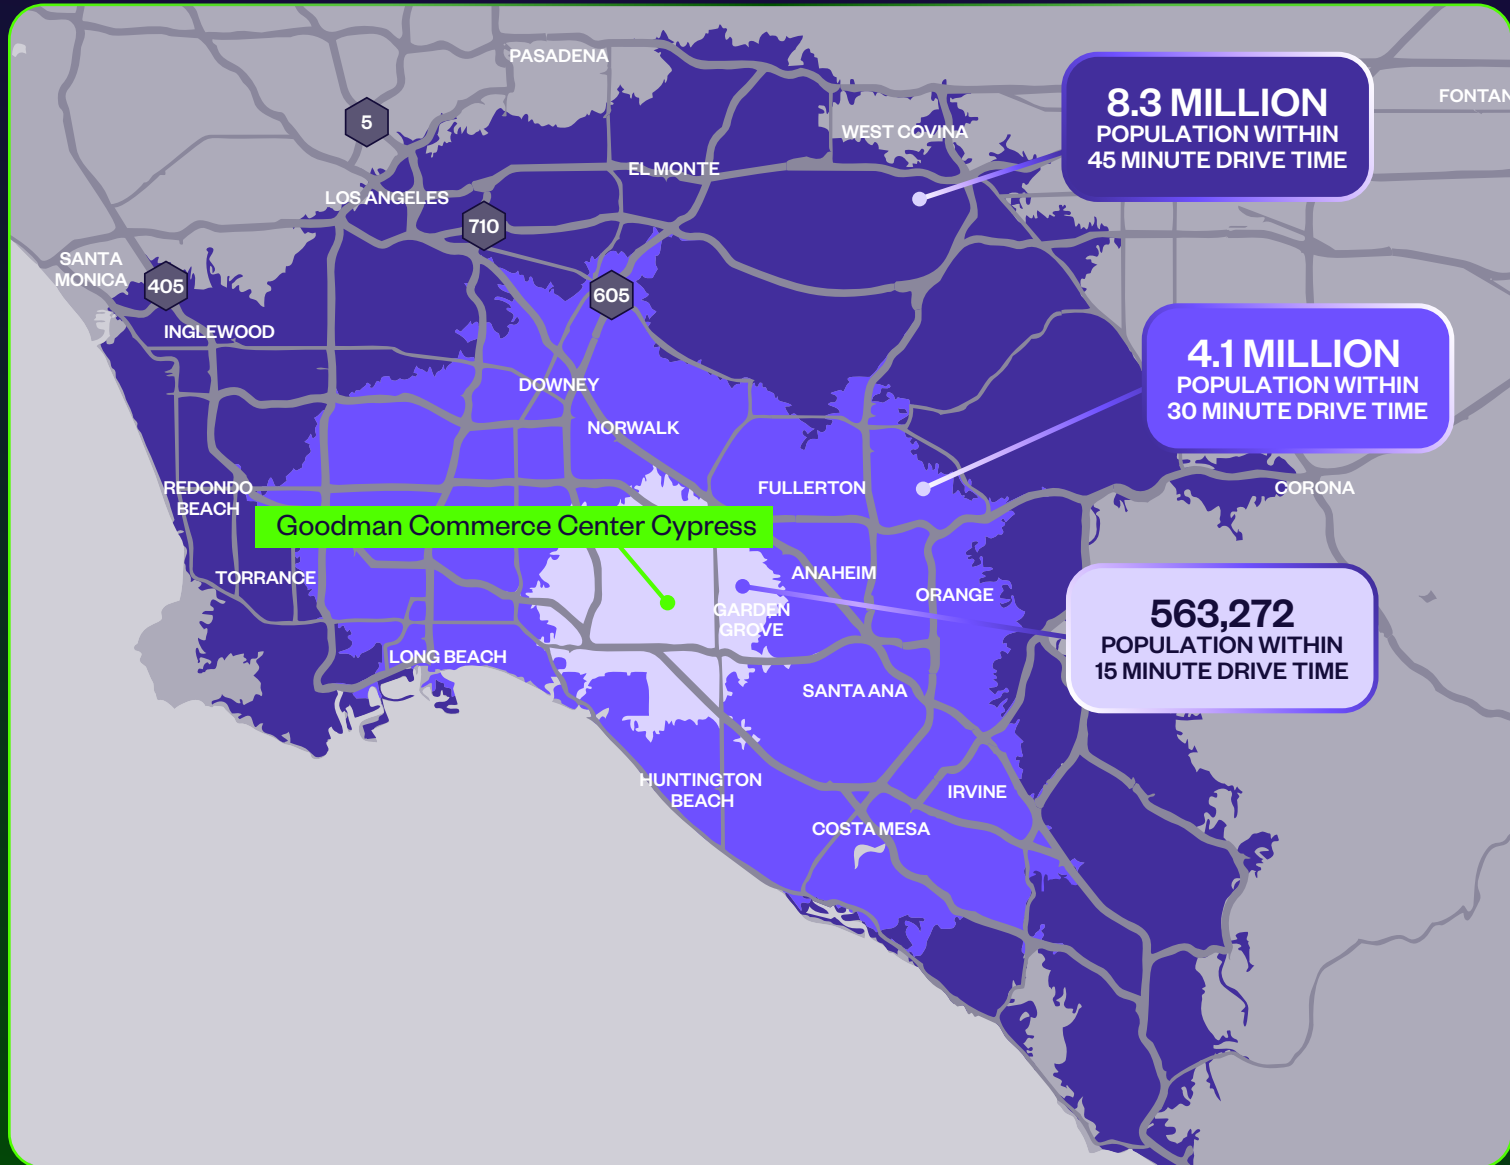 PASADENA
8.3 MILLION
POPULATION WITHIN
45 MINUTE DRIVE TIME
FONTAN
5
WEST COVINA
EL MONTE
LOS ANGELES
710
SANTA
MONICA
405
605
INGLEWOOD
4.1 MILLION
POPULATION WITHIN
30 MINUTE DRIVE TIME
DOWNEY
NORWALK
REDONDO
BEACH
FULLERTON
CORONA
Goodman Commerce Center Cypress
TORRANCE
ANAHEIM
ORANGE
GARDEN
GROVE
563,272
POPULATION WITHIN
15 MINUTE DRIVE TIME
LONG BEACH
SANTA ANA
HUNTINGTON
BEACH
IRVINE
COSTA MESA